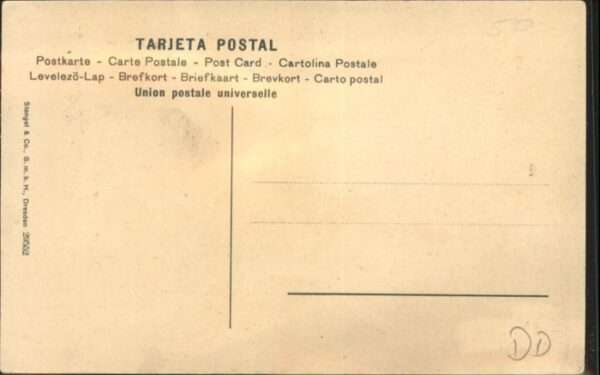 TARJETA POSTAL
Postkarte - Carte Postale - Post Card - Cartolina Postale
Levelező-Lap - Brefkort - Briefkaart - Brevkort - Carto postal
Union postale universelle
Stengel & Co., G. m. b. H., Dresden 29502
DD